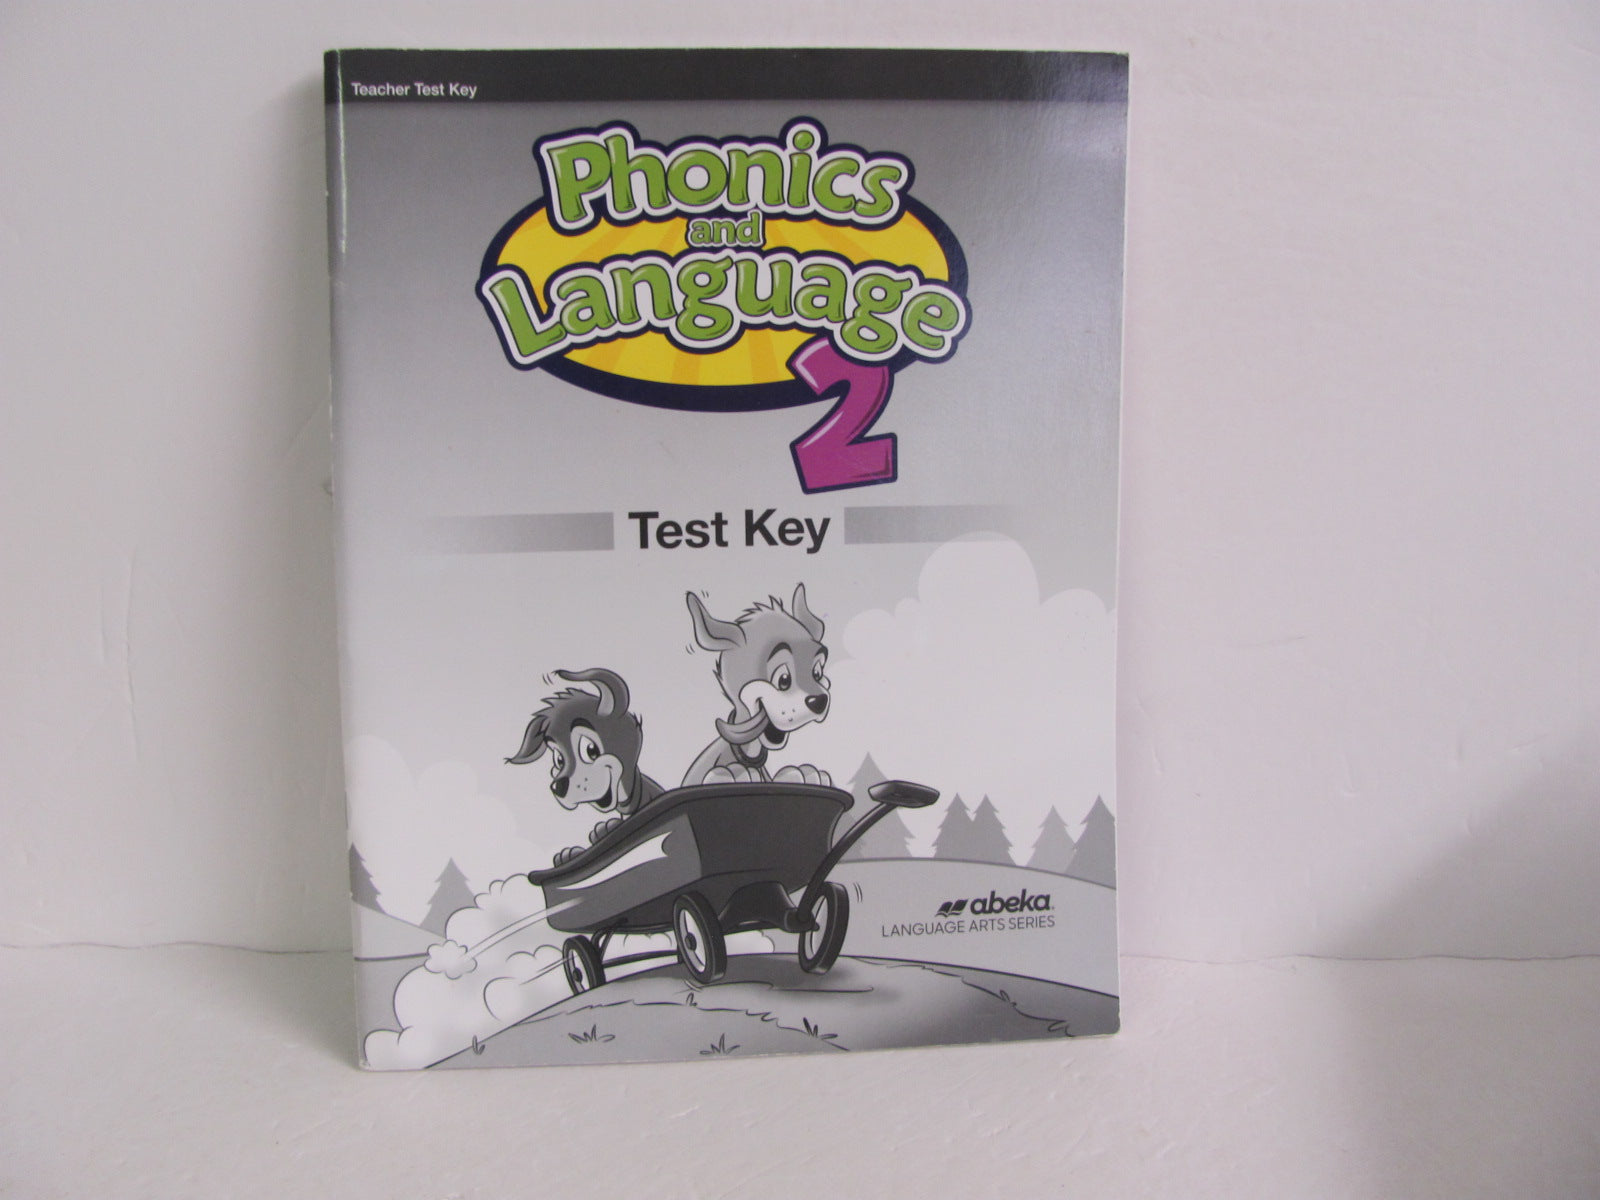 Teacher Test Key
Phonics
and
Language
2
Test Key
abeka
LANGUAGE ARTS SERIES